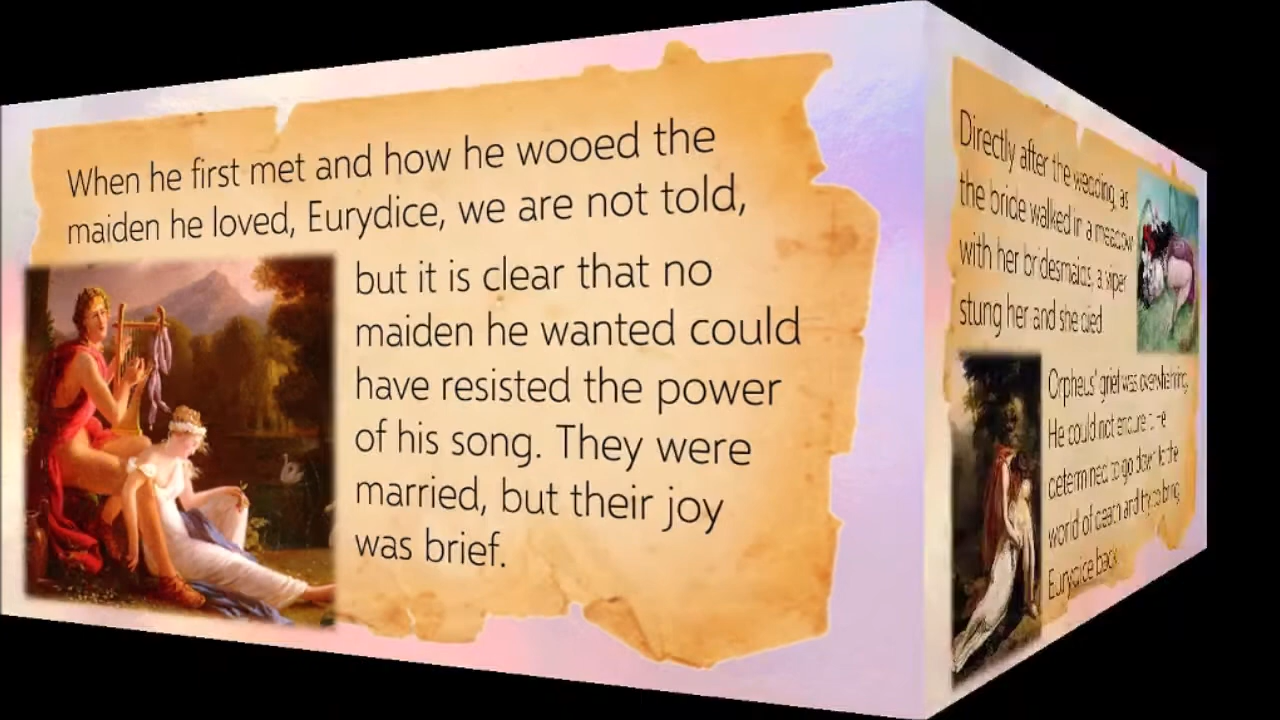 When he first met and how he wooed the
maiden he loved, Eurydice, we are not told,
but it is clear that no
maiden he wanted could
have resisted the power
of his song. They were
married, but their joy
was brief.
Directly after the wedding, as
the bride walked in a meadow
with her bridesmaids, a viper
stung her and she died
Orpheus' grief was overwhelming.
He could not endure it. He
determined to go down to the
world of death and try to bring
Eurydice back